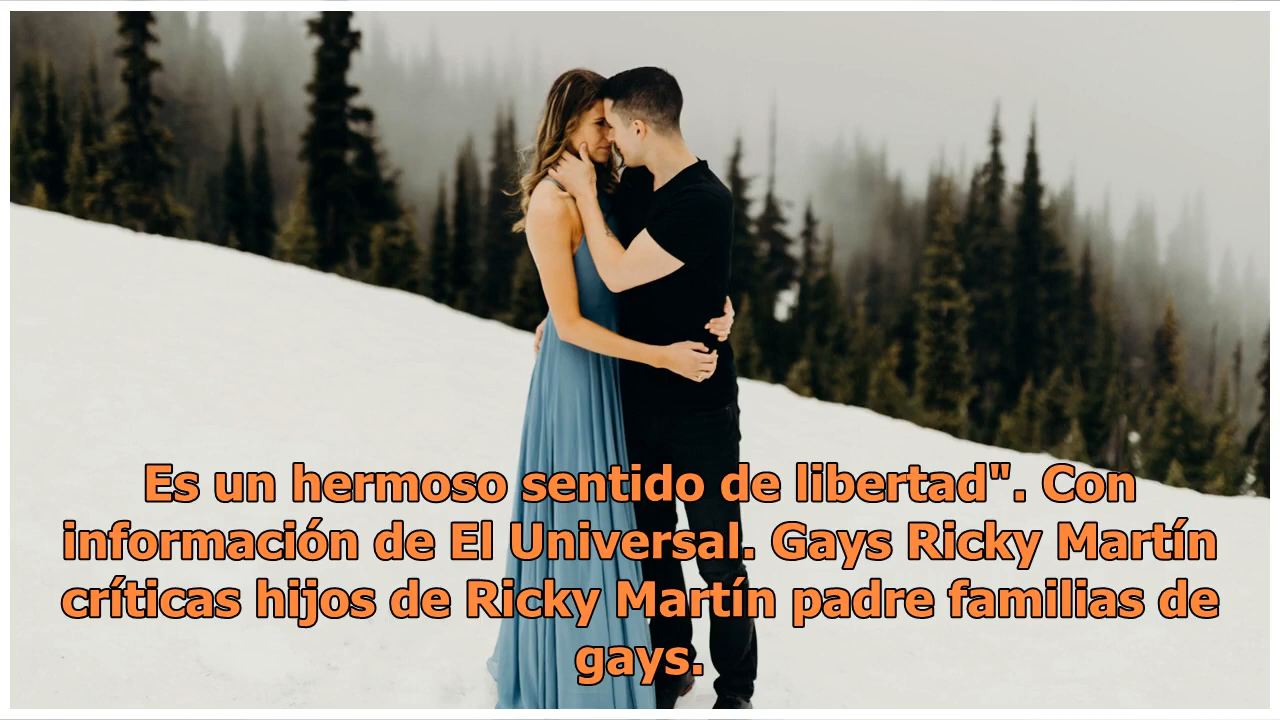 Es un hermoso sentido de libertad". Con
información de El Universal. Gays Ricky Martín
críticas hijos de Ricky Martín padre familias de
gays.